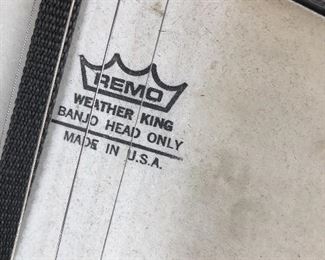 REMO
WEATHER KING
BANJO HEAD ONLY
MADE IN U.S.A.